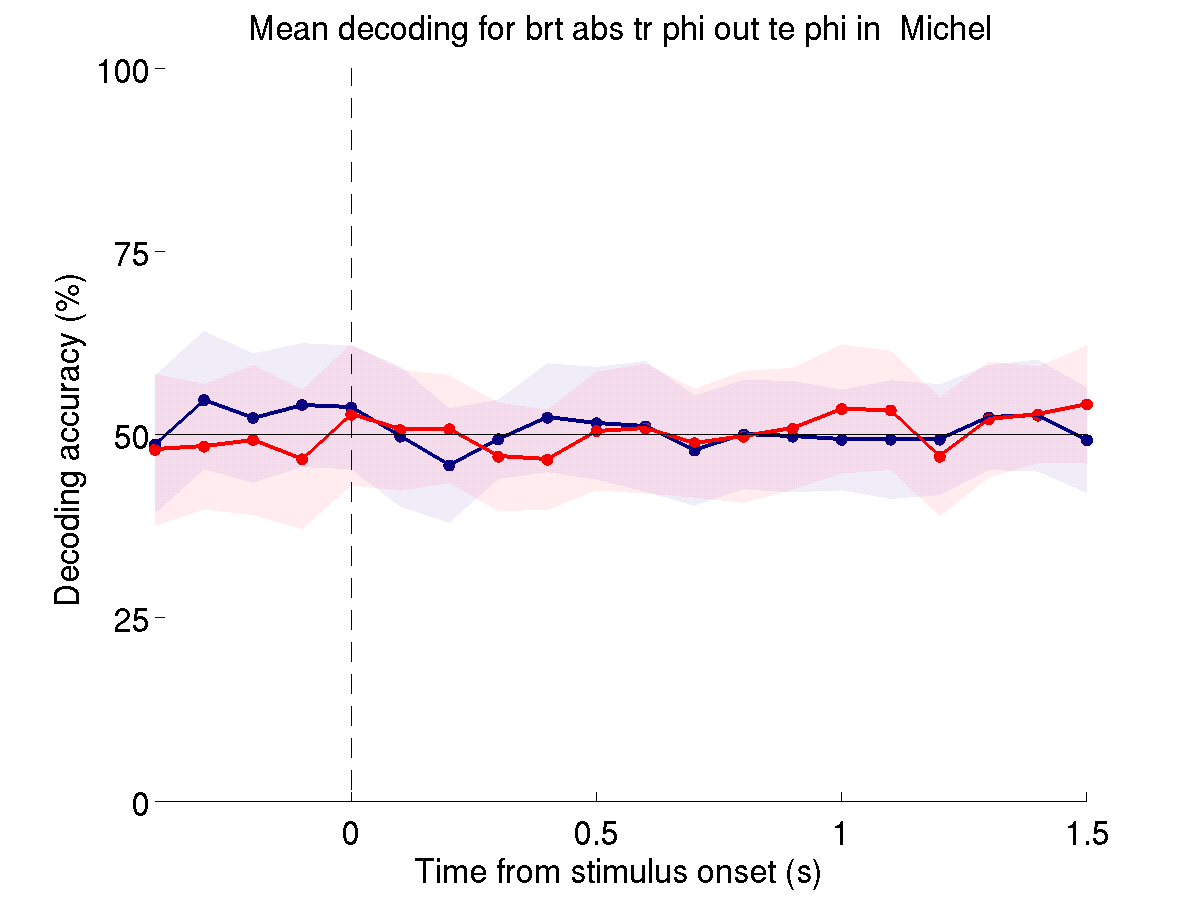 Mean decoding for brt abs tr phi out te phi in  Michel
100
75
50
25
0
Decoding accuracy (%)
0 0.5 1 1.5
Time from stimulus onset (s)